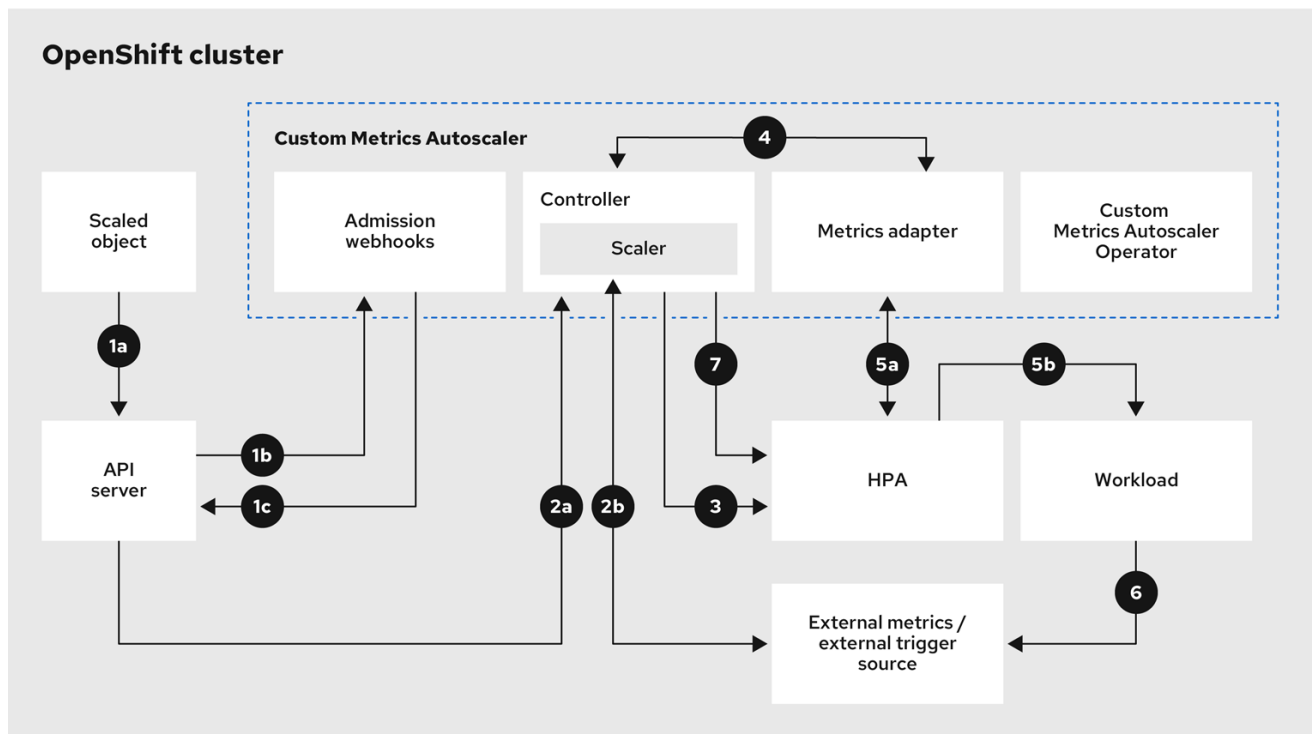 OpenShift cluster
Custom Metrics Autoscaler
4
Scaled
object
Admission
webhooks
Controller
Scaler
Metrics adapter
Custom
Metrics Autoscaler
Operator
1a
7
5a
5b
API
server
1b
1c
2a
2b
3
HPA
Workload
6
External metrics /
external trigger
source